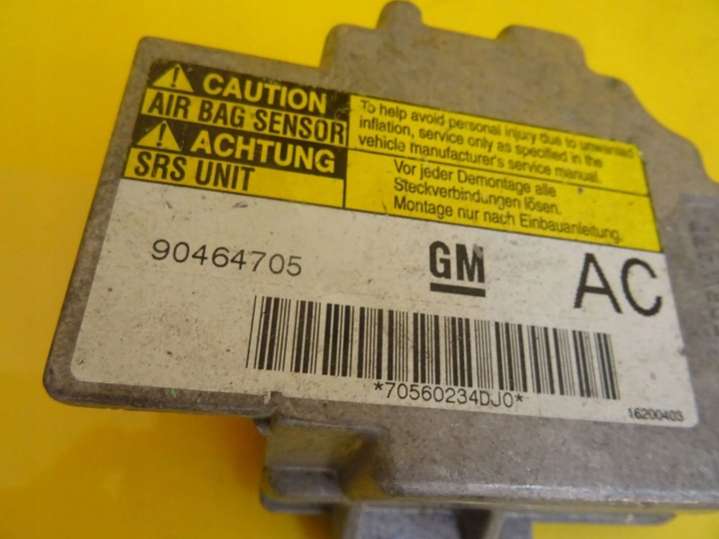 CAUTION
AIR BAG SENSOR
ACHTUNG
SRS UNIT
To help avoid personal injury due to unwanted
inflation, service only as specified in the
vehicle manufacturer's service manual.
Vor jeder Demontage alle
Steckverbindungen lösen.
Montage nur nach Einbauanleitung.
90464705
GM
AC
*70560234DJ0*
16200403